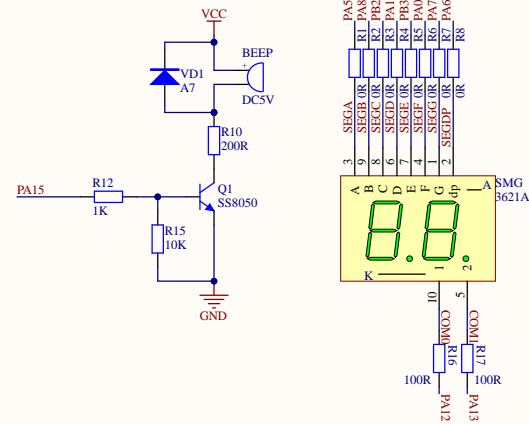 VCC
BEEP
+
VD1
A7
DC5V
R10
200R
PA15
R12
1K
Q1
SS8050
R15
10K
GND
PA5
PA8
PB2
PA1
PB3
PA0
PA7
PA6
R1
R2
R3
R4
R5
R6
R7
R8
0R
0R
0R
0R
0R
0R
0R
0R
SEGA
SEGB
SEGC
SEGD
SEGE
SEGF
SEGG
SEGDP
3
9
8
6
7
4
1
2
A
B
C
D
E
F
G
dp
A
SMG
3621A
8.8.
K
1
2
10
5
COM0
COM1
R16
R17
100R
100R
PA12
PA13